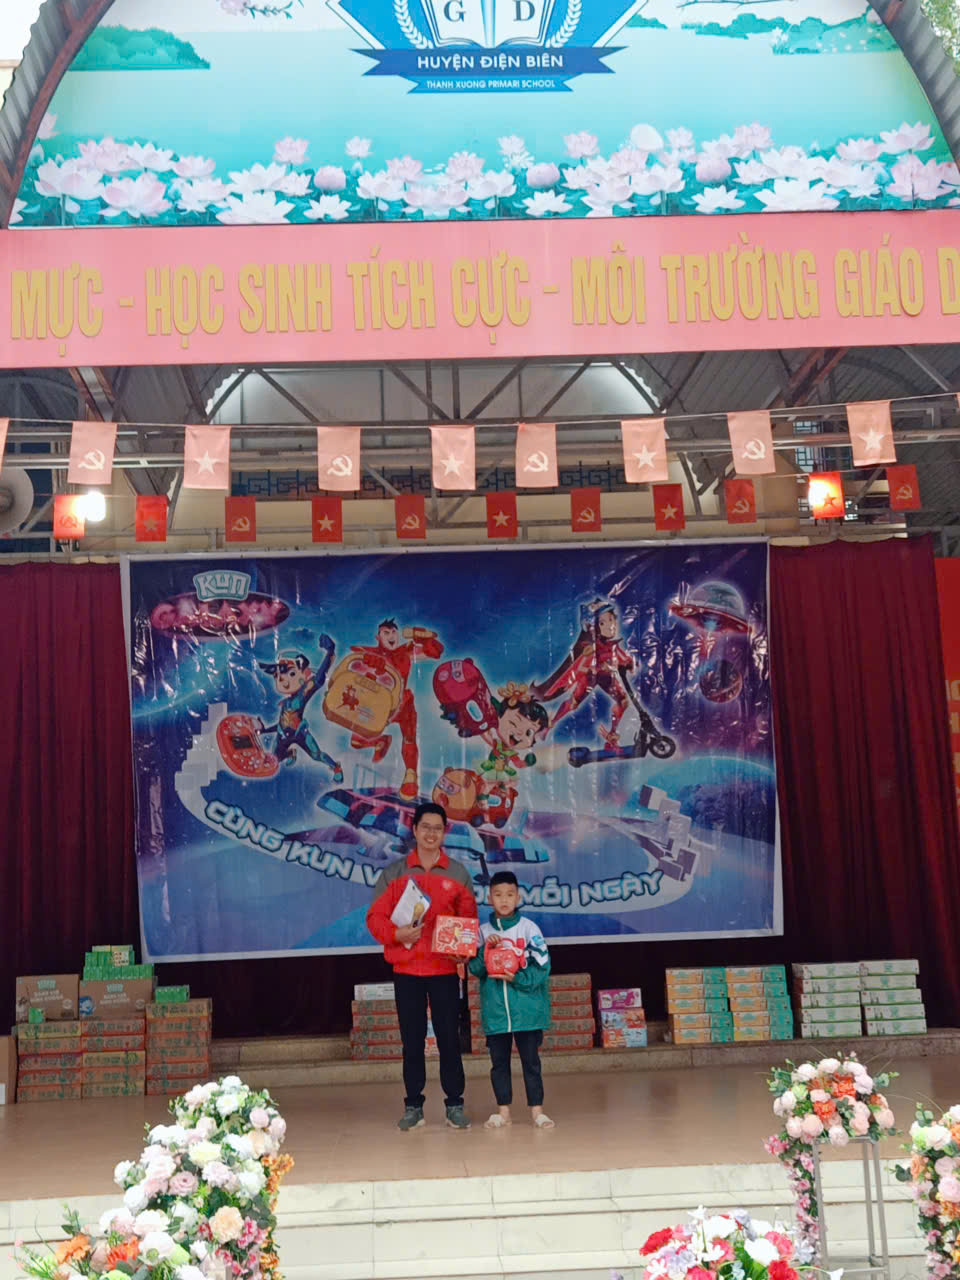 G D
HUYỆN ĐIỆN BIÊN
THANH XUONG PRIMARI SCHOOL
MỰC - HỌC SINH TÍCH CỰC - MÔI TRƯỜNG GIÁO D
KUN
CÙNG KUN V
MỖI NGÀY